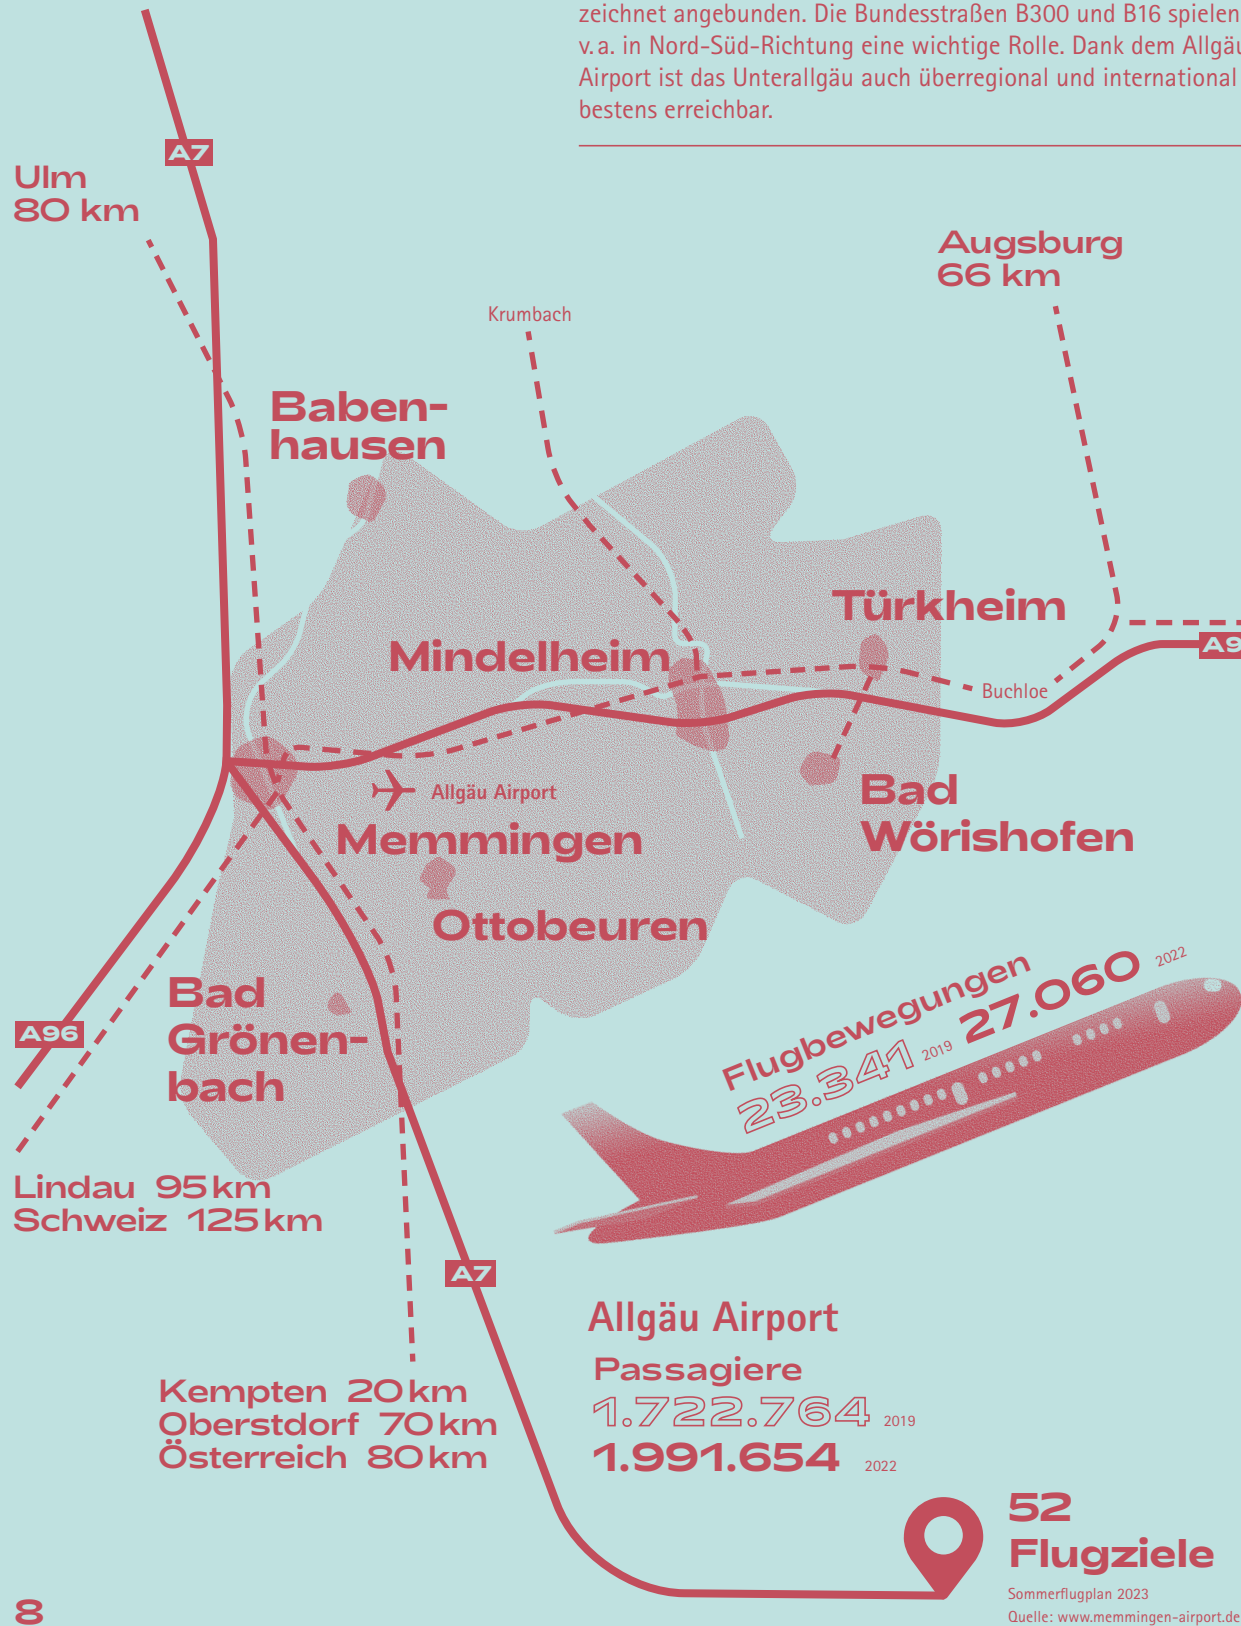 zeichnet angebunden. Die Bundesstraßen B300 und B16 spielen
v. a. in Nord-Süd-Richtung eine wichtige Rolle. Dank dem Allgäu
Airport ist das Unterallgäu auch überregional und international
bestens erreichbar.
A7
Ulm
80 km
Augsburg
66 km
Krumbach
Baben-
hausen
Türkheim
A9
Mindelheim
Buchloe
Allgäu Airport
Bad
Wörishofen
Memmingen
Ottobeuren
Bad
Grönen-
bach
A96
Flugbewegungen
23.341 2019 27.060 2022
Lindau 95 km
Schweiz 125 km
A7
Kempten 20 km
Oberstdorf 70 km
Österreich 80 km
Allgäu Airport
Passagiere
1.722.764 2019
1.991.654 2022
52
Flugziele
Sommerflugplan 2023
Quelle: www.memmingen-airport.de
8